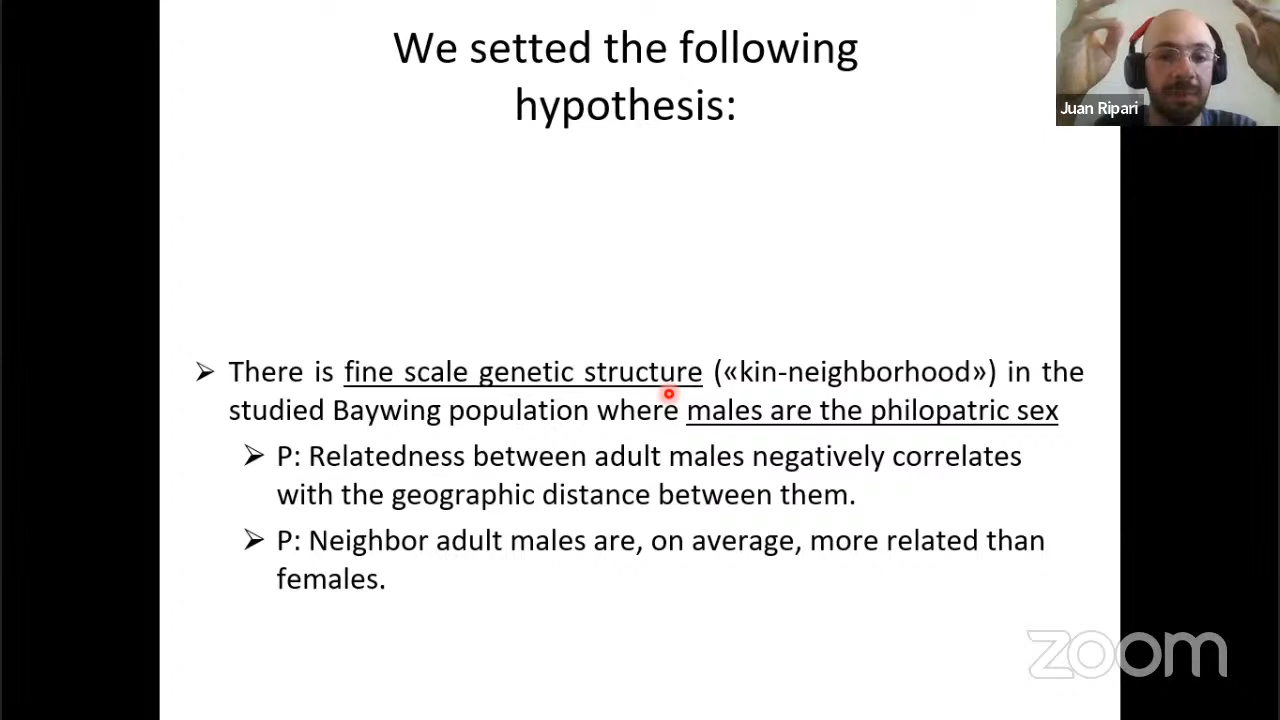 We setted the following
hypothesis:
Juan Ripari
There is fine scale genetic structure («kin-neighborhood») in the
studied Baywing population where males are the philopatric sex
P: Relatedness between adult males negatively correlates
with the geographic distance between them.
P: Neighbor adult males are, on average, more related than
females.
zoom